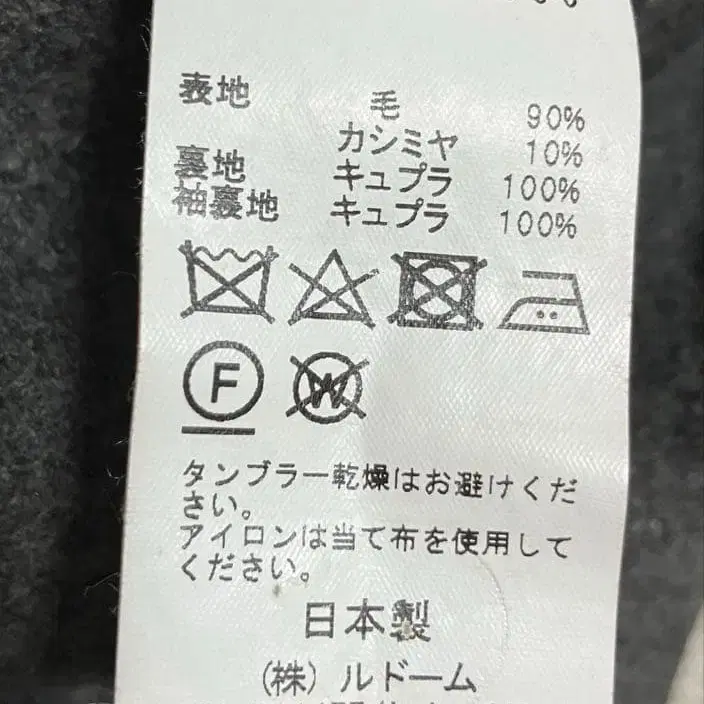 表地 毛 90%
カシミヤ 10%
裏地 キュプラ 100%
袖裏地 キュプラ 100%
F W
タンブラー乾燥はお避けくだ
さい。
アイロンは当て布を使用して
ください。
日本製
(株) ルドーム